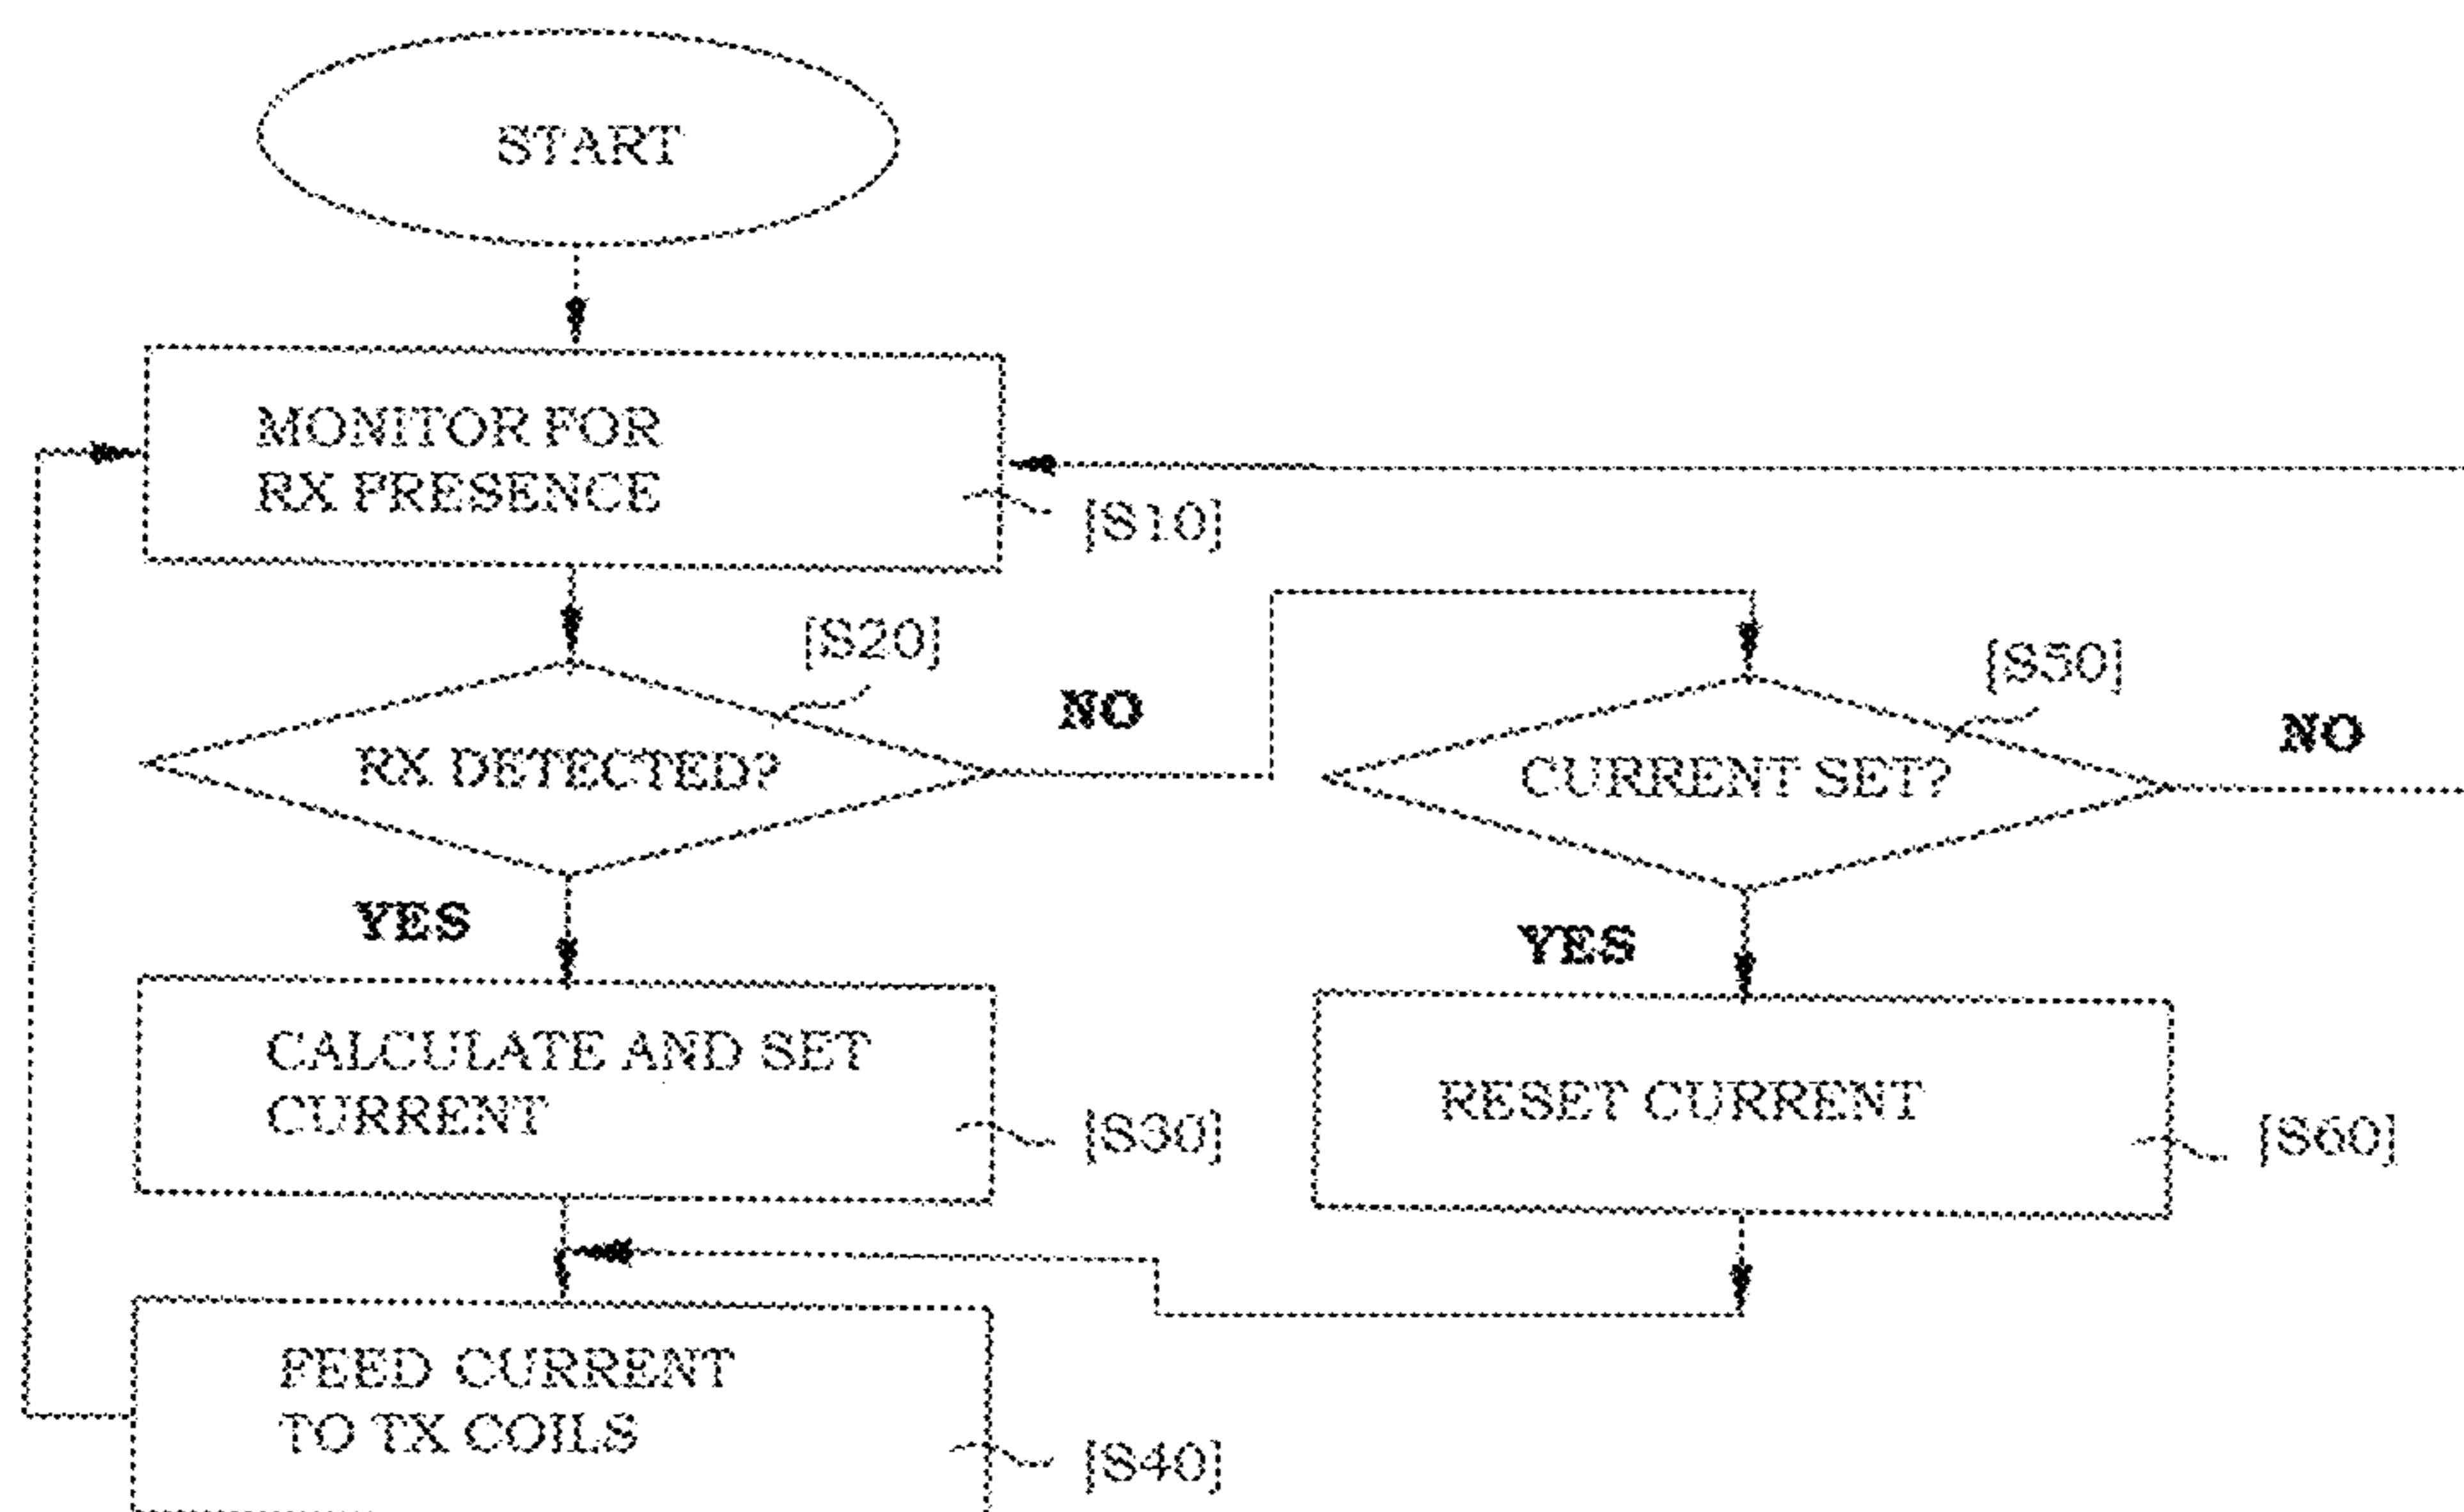 START
MONITOR FOR
RX PRESENCE
[S10]
[S20]
RX DETECTED?
NO
YES
[S50]
CURRENT SET?
NO
YES
CALCULATE AND SET
CURRENT
[S30]
RESET CURRENT
[S60]
FEED CURRENT
TO TX COILS
[S40]